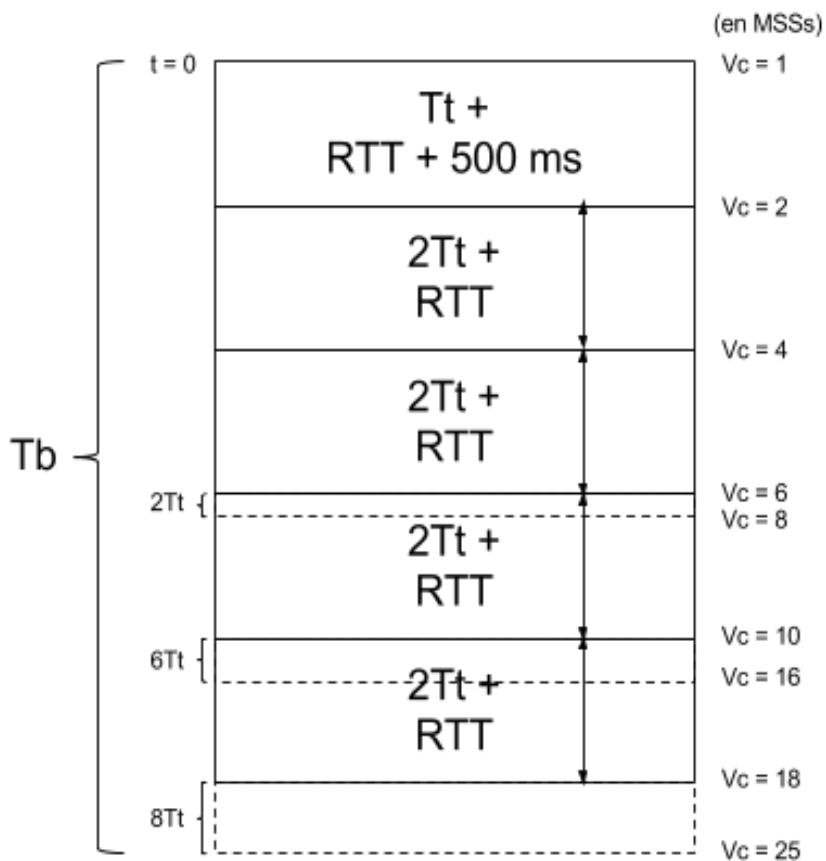 (en MSSs)
t = 0
Vc = 1
Tt +
RTT + 500 ms
Vc = 2
2Tt +
RTT
Vc = 4
2Tt +
RTT
Tb
2Tt
Vc = 6
Vc = 8
2Tt +
RTT
Vc = 10
6Tt
Vc = 16
2Tt +
RTT
Vc = 18
8Tt
Vc = 25